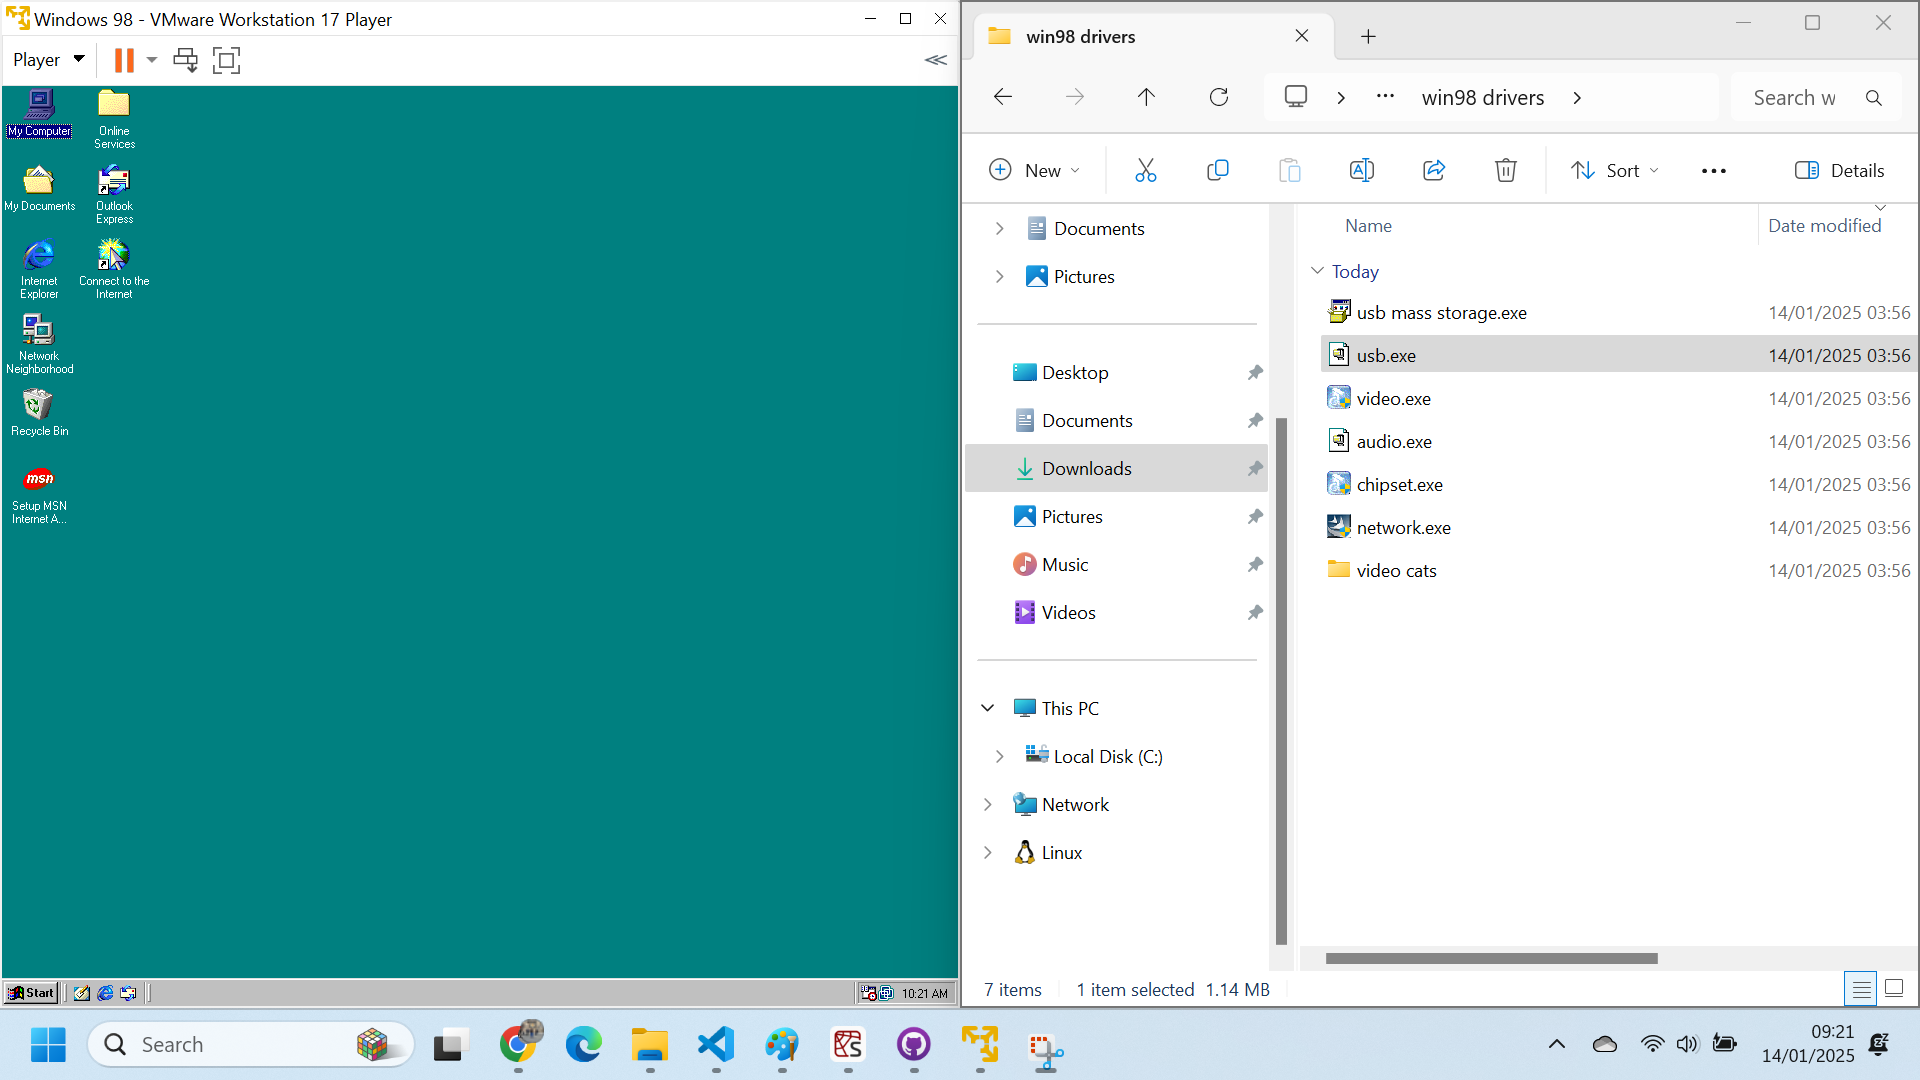 Windows 98 - VMware Workstation 17 Player
Player
My Computer
Online
Services
My Documents
Outlook
Express
Internet
Explorer
Connect to the
Internet
Network
Neighborhood
Recycle Bin
msn
Setup MSN
Internet A...
Start
10:21 AM
win98 drivers
win98 drivers
Search w
New
Sort
Details
Documents
Pictures
Desktop
Documents
Downloads
Pictures
Music
Videos
This PC
Local Disk (C:)
Network
Linux
Name
Date modified
Today
usb mass storage.exe
14/01/2025 03:56
usb.exe
14/01/2025 03:56
video.exe
14/01/2025 03:56
audio.exe
14/01/2025 03:56
chipset.exe
14/01/2025 03:56
network.exe
14/01/2025 03:56
video cats
14/01/2025 03:56
7 items
1 item selected 1.14 MB
Search
09:21
14/01/2025